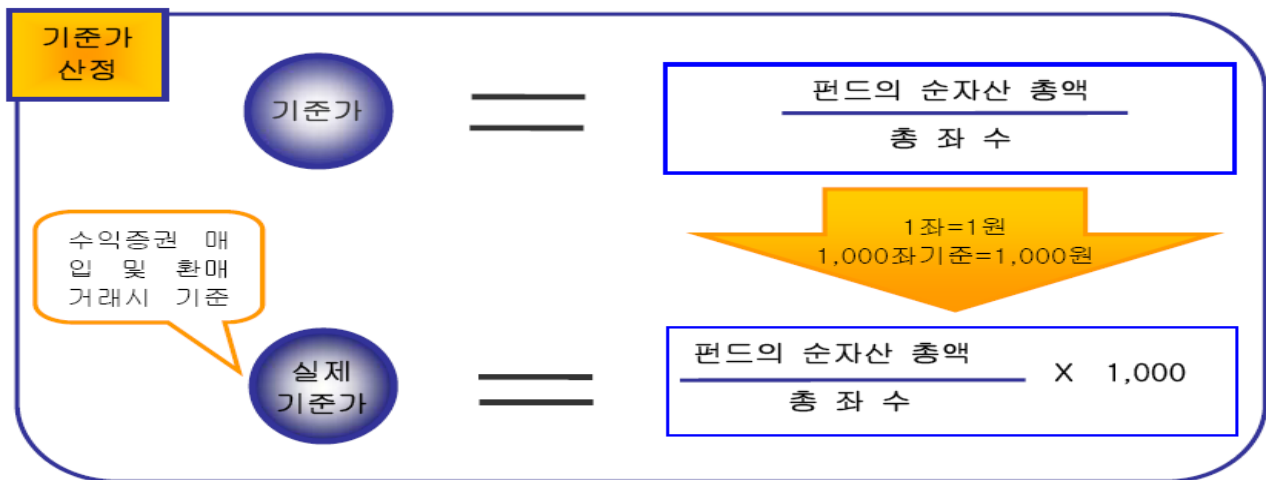 기준가
산정
기준가
펀드의 순자산 총액
총 좌 수
1좌=1원
1,000좌기준=1,000원
수익증권 매
입 및 환매
거래시 기준
실제
기준가
펀드의 순자산 총액
총 좌 수
X 1,000